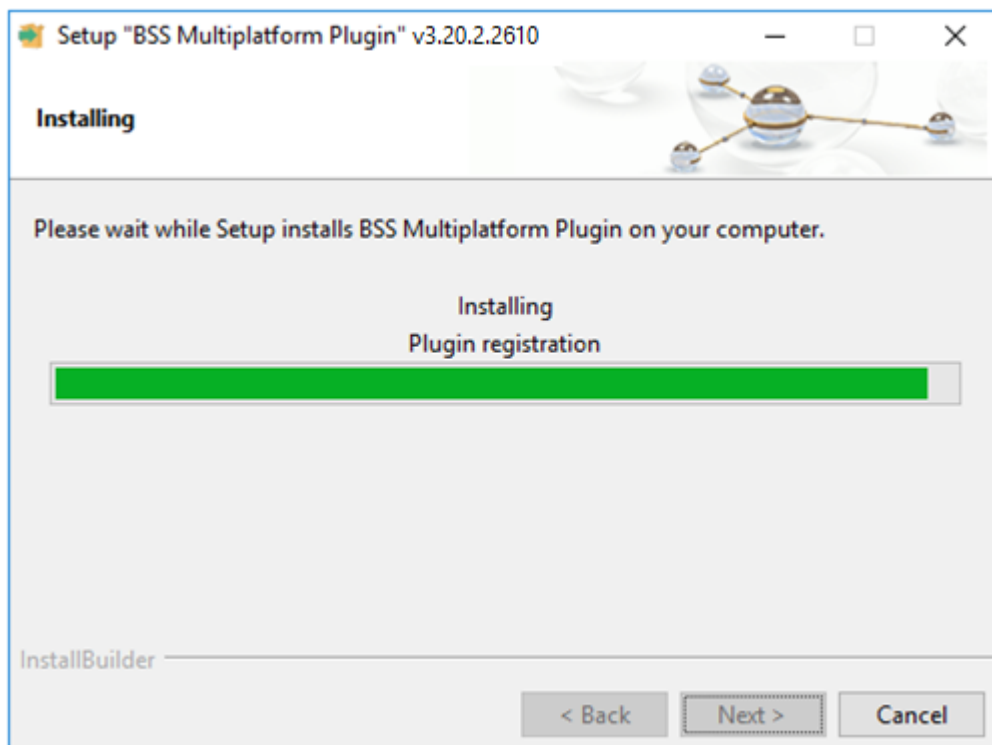 Setup "BSS Multiplatform Plugin" v3.20.2.2610
Installing
Please wait while Setup installs BSS Multiplatform Plugin on your computer.
Installing
Plugin registration
InstallBuilder
< Back
Next >
Cancel